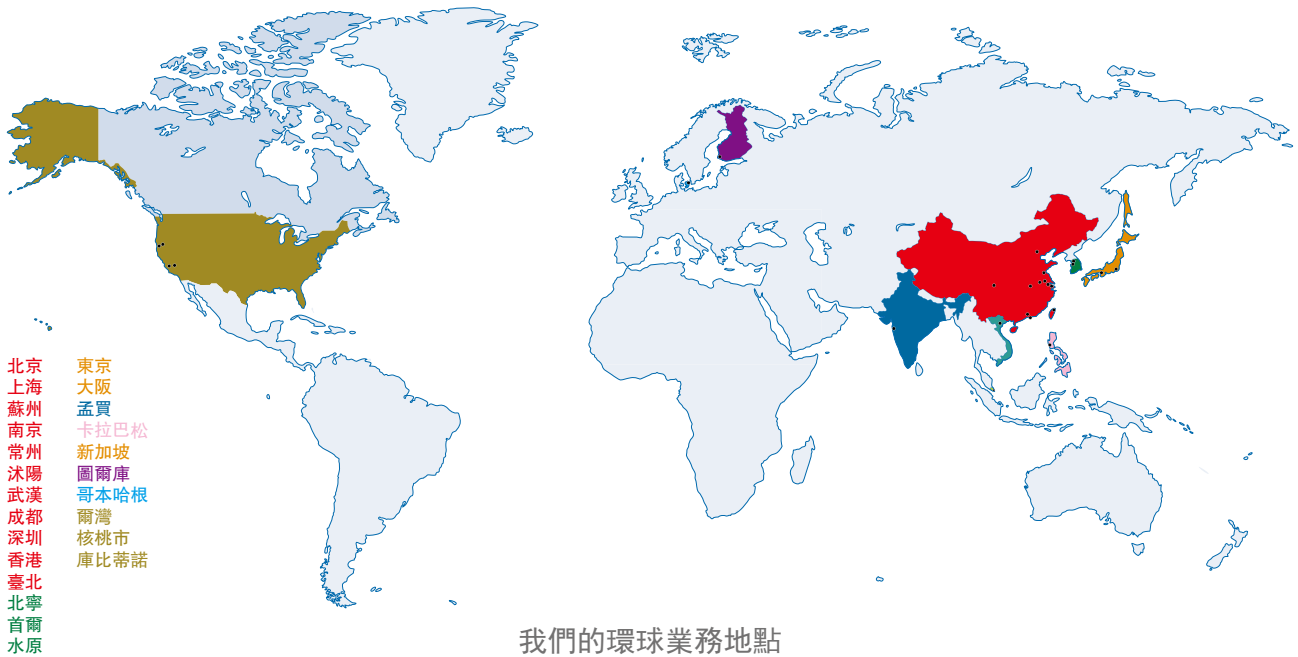 北京
上海
蘇州
南京
常州
沭陽
武漢
成都
深圳
香港
臺北
北寧
首爾
水原
東京
大阪
孟買
卡拉巴松
新加坡
圖爾庫
哥本哈根
爾灣
核桃市
庫比蒂諾
我們的環球業務地點